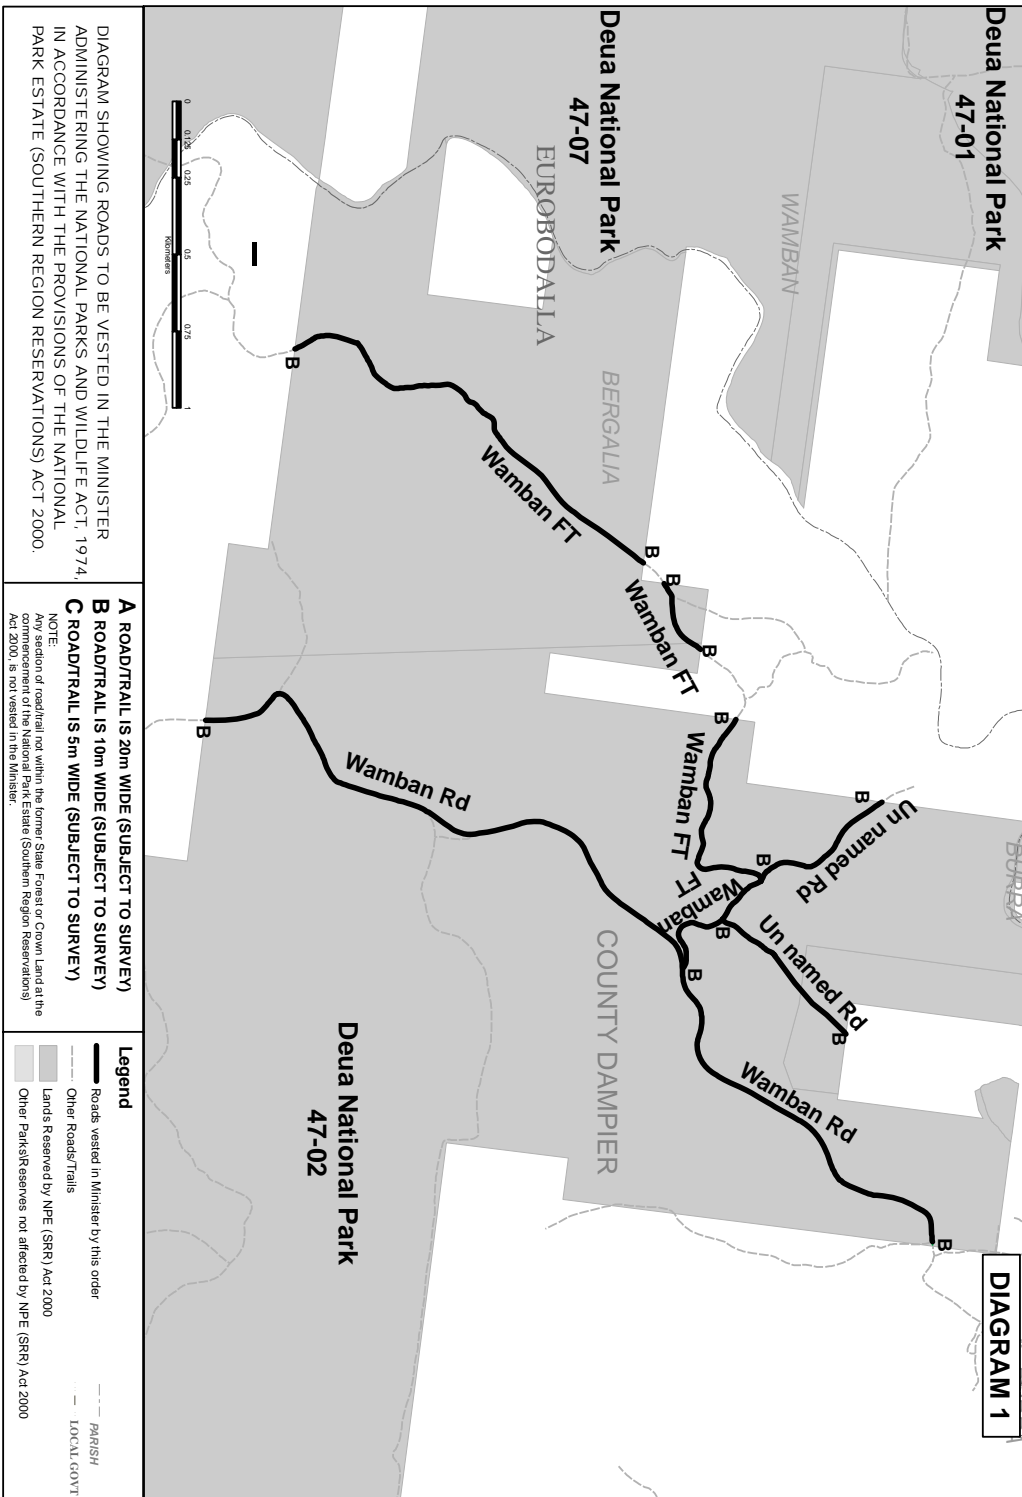 DIAGRAM 1
Deua National Park
47-01
Deua National Park
47-07
EUROBODALLA
WAMBAN
BERGALIA
BURRA
COUNTY DAMPIER
Deua National Park
47-02
Wamban FT
Wamban FT
Wamban FT
Wamban
FT
Un named Rd
Un named Rd
Wamban Rd
Wamban Rd
B
B
B
B
B
B
B
B
B
B
B
B
0 0.125 0.25 0.5 0.75 1
Kilometers
DIAGRAM SHOWING ROADS TO BE VESTED IN THE MINISTER
ADMINISTERING THE NATIONAL PARKS AND WILDLIFE ACT, 1974,
IN ACCORDANCE WITH THE PROVISIONS OF THE NATIONAL
PARK ESTATE (SOUTHERN REGION RESERVATIONS) ACT 2000.
A ROAD/TRAIL IS 20m WIDE (SUBJECT TO SURVEY)
B ROAD/TRAIL IS 10m WIDE (SUBJECT TO SURVEY)
C ROAD/TRAIL IS 5m WIDE (SUBJECT TO SURVEY)
NOTE:
Any section of road/trail not within the former State Forest or Crown Land at the
commencement of the National Park Estate (Southern Region Reservations)
Act 2000, is not vested in the Minister.
Legend
Roads vested in Minister by this order
Other Roads/Trails
Lands Reserved by NPE (SRR) Act 2000
Other Parks\Reserves not affected by NPE (SRR) Act 2000
PARISH
LOCAL GOVT